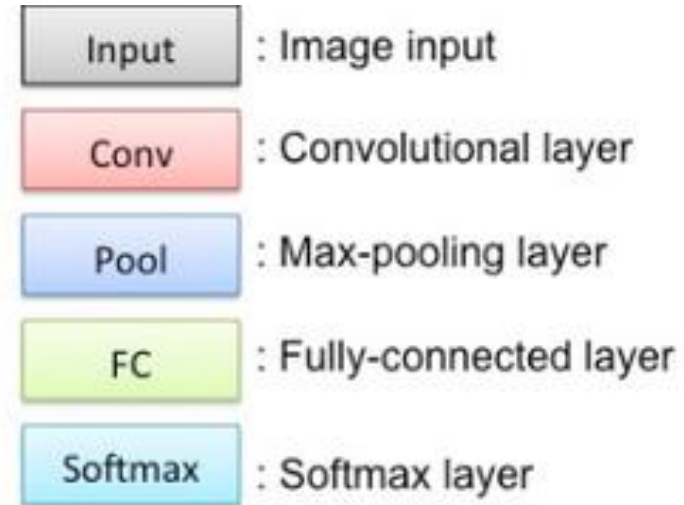 Input : Image input
Conv : Convolutional layer
Pool : Max-pooling layer
FC : Fully-connected layer
Softmax : Softmax layer